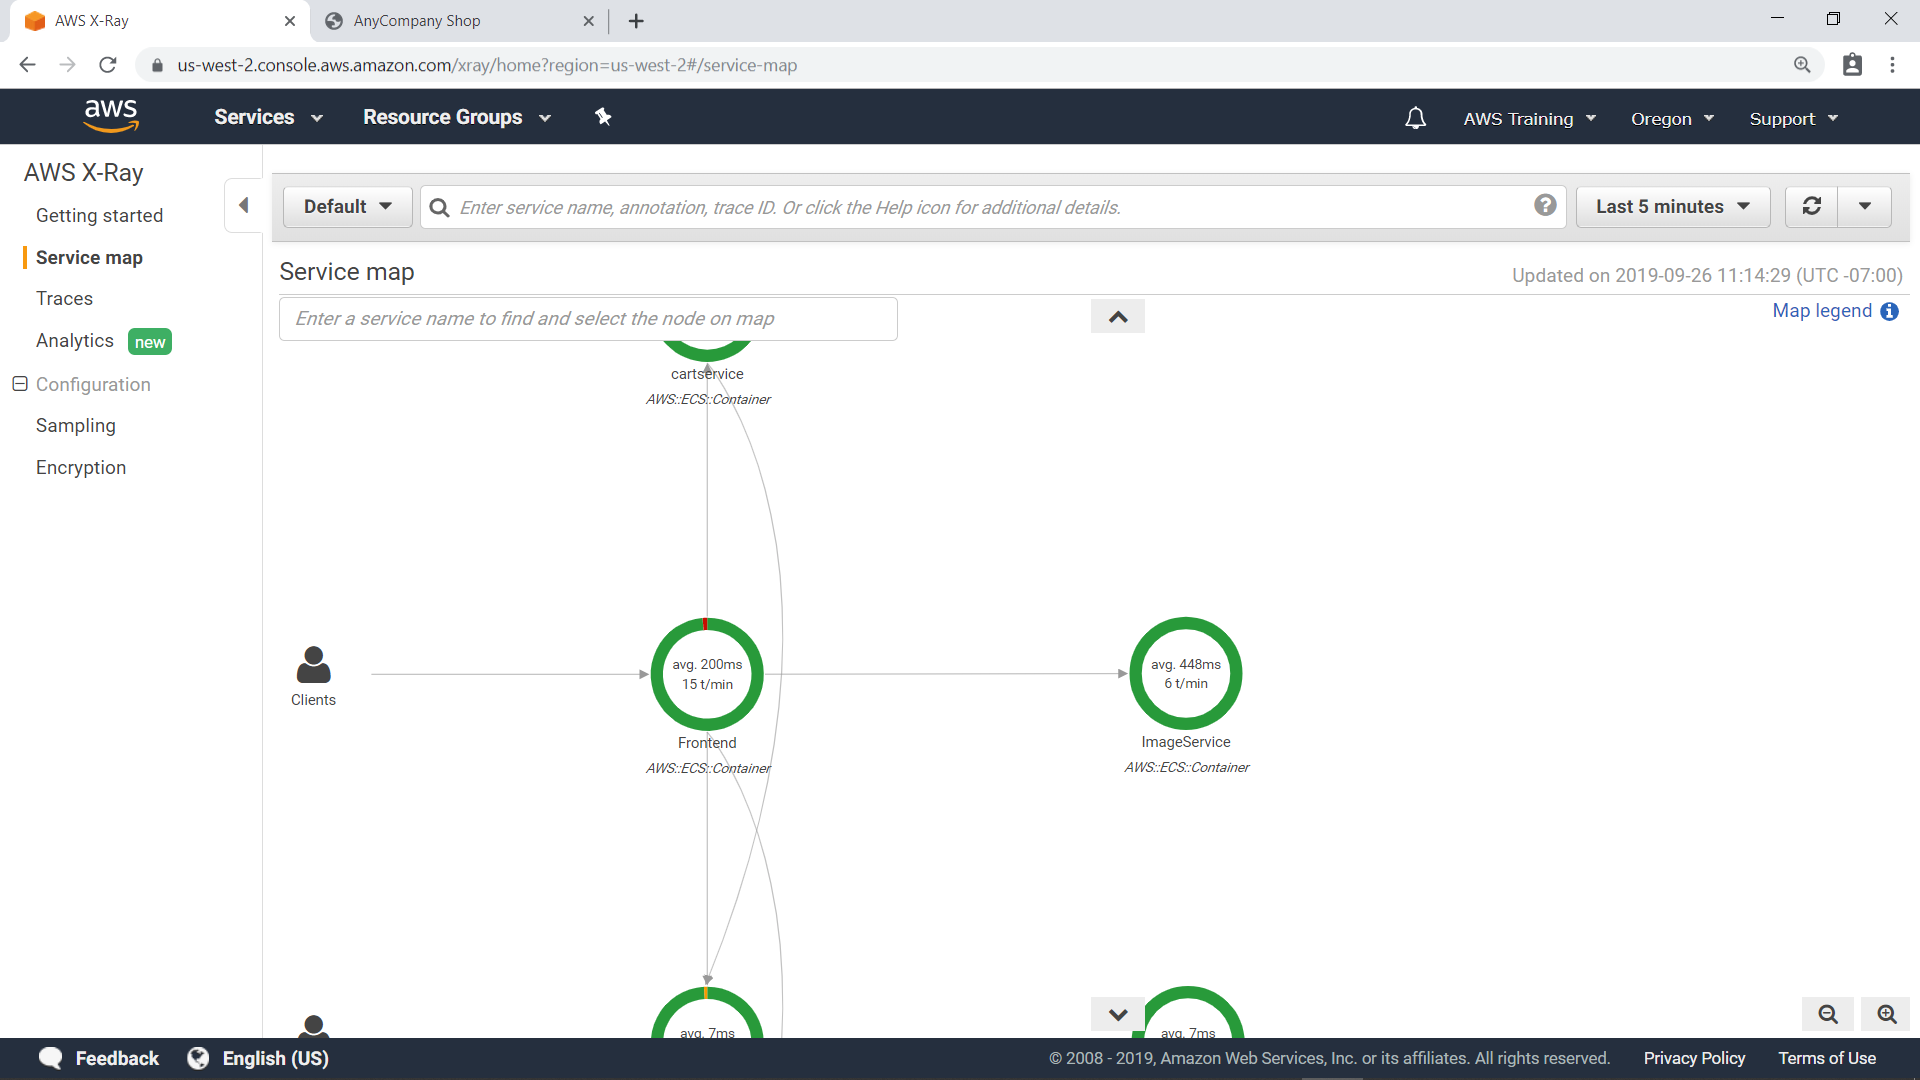 AWS X-Ray
AnyCompany Shop
us-west-2.console.aws.amazon.com/xray/home?region=us-west-2#/service-map
aws
Services
Resource Groups
AWS Training
Oregon
Support
AWS X-Ray
Getting started
Service map
Traces
Analytics new
Configuration
Sampling
Encryption
Default
Enter service name, annotation, trace ID. Or click the Help icon for additional details.
Last 5 minutes
Service map
Updated on 2019-09-26 11:14:29 (UTC -07:00)
Enter a service name to find and select the node on map
Map legend
cartservice
AWS::ECS::Container
Clients
avg. 200ms
15 t/min
Frontend
AWS::ECS::Container
avg. 448ms
6 t/min
ImageService
AWS::ECS::Container
avg. 7ms
avg. 7ms
Feedback
English (US)
© 2008 - 2019, Amazon Web Services, Inc. or its affiliates. All rights reserved.
Privacy Policy
Terms of Use